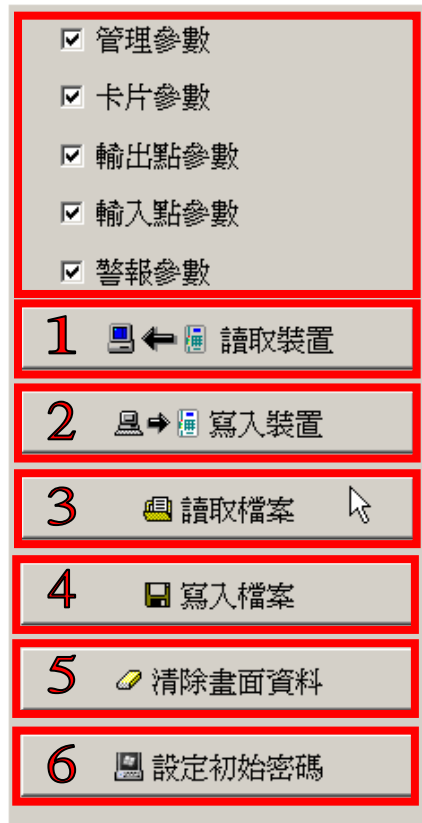 管理參數
卡片參數
輸出點參數
輸入點參數
警報參數
1 讀取裝置
2 寫入裝置
3 讀取檔案
4 寫入檔案
5 清除畫面資料
6 設定初始密碼